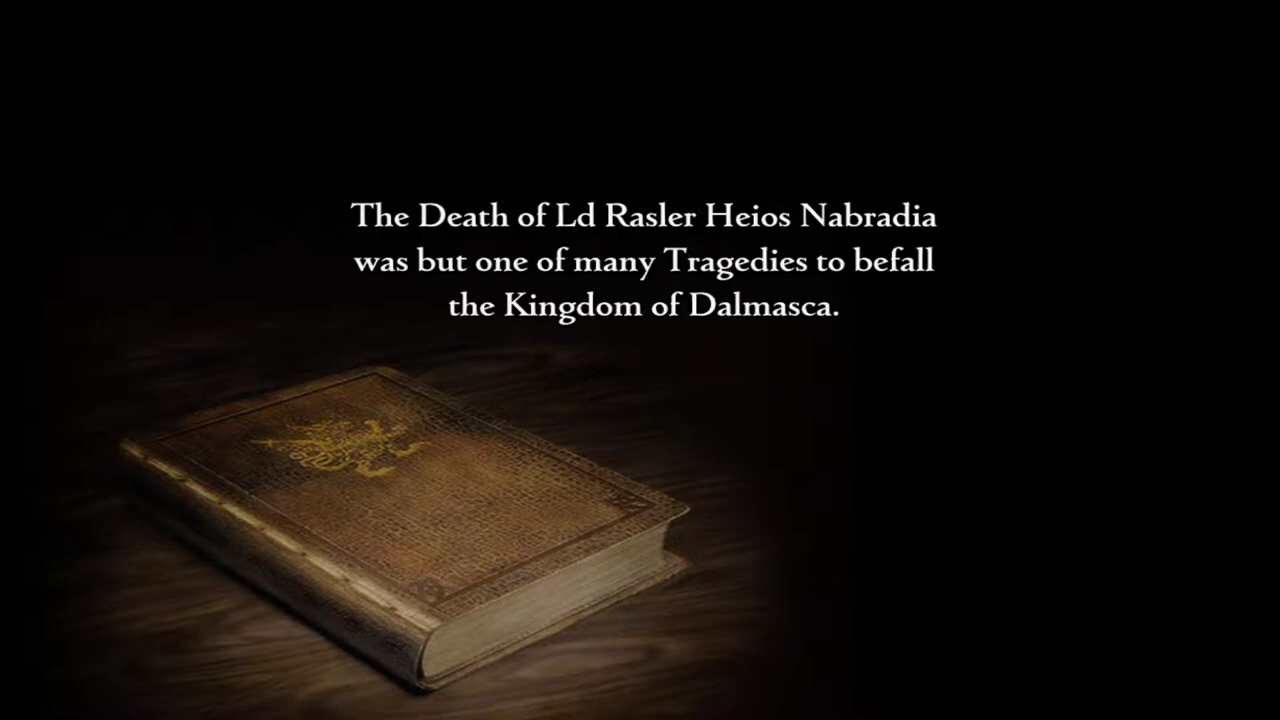 The Death of Ld Rasler Heios Nabradia
was but one of many Tragedies to befall
the Kingdom of Dalmasca.